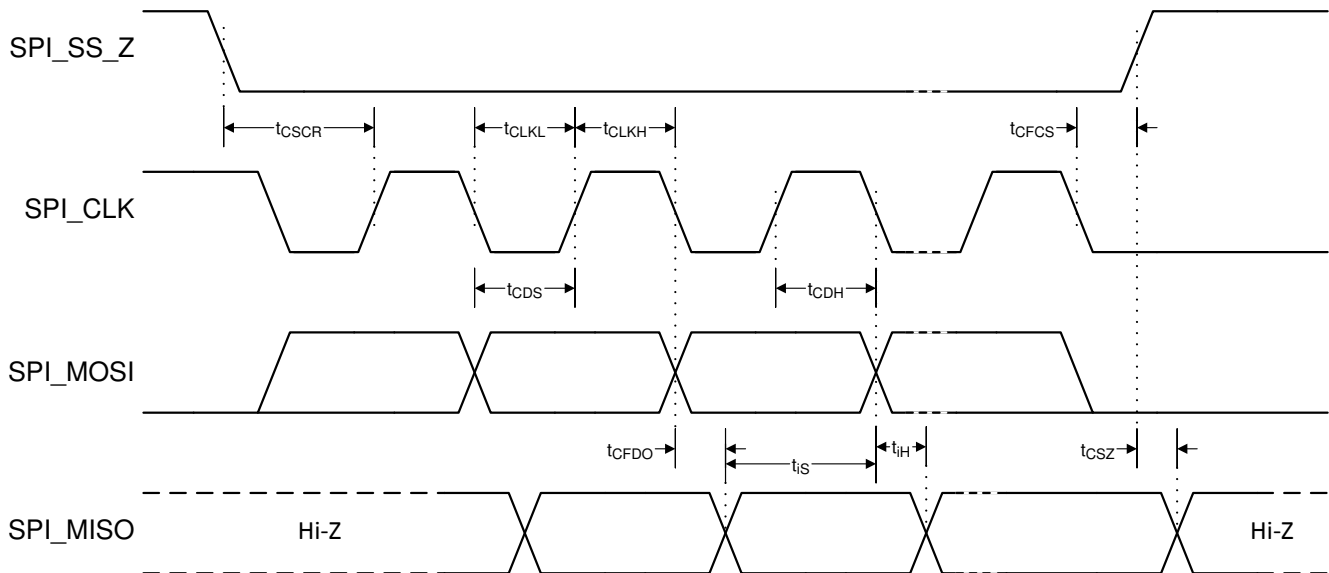 SPI_SS_Z
tCSCR
tCLKL
tCLKH
tCFCS
SPI_CLK
tCDS
tCDH
SPI_MOSI
tCFDO
tiS
tiH
tCSZ
SPI_MISO
Hi-Z
Hi-Z